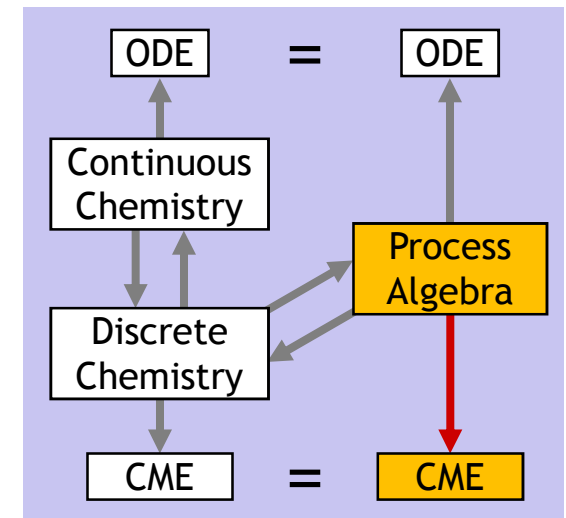 ODE = ODE
Continuous
Chemistry
Process
Algebra
Discrete
Chemistry
CME = CME